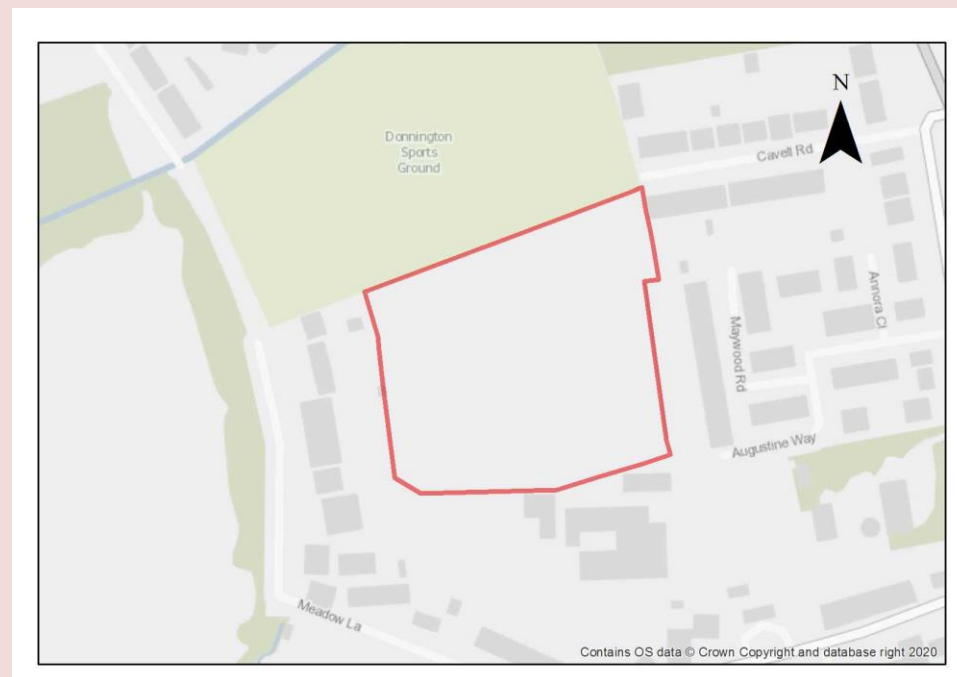 Donnington
Sports
Ground
N
Cavell Rd
Maywood Rd
Annora Cl
Augustine Way
Meadow La
Contains OS data © Crown Copyright and database right 2020